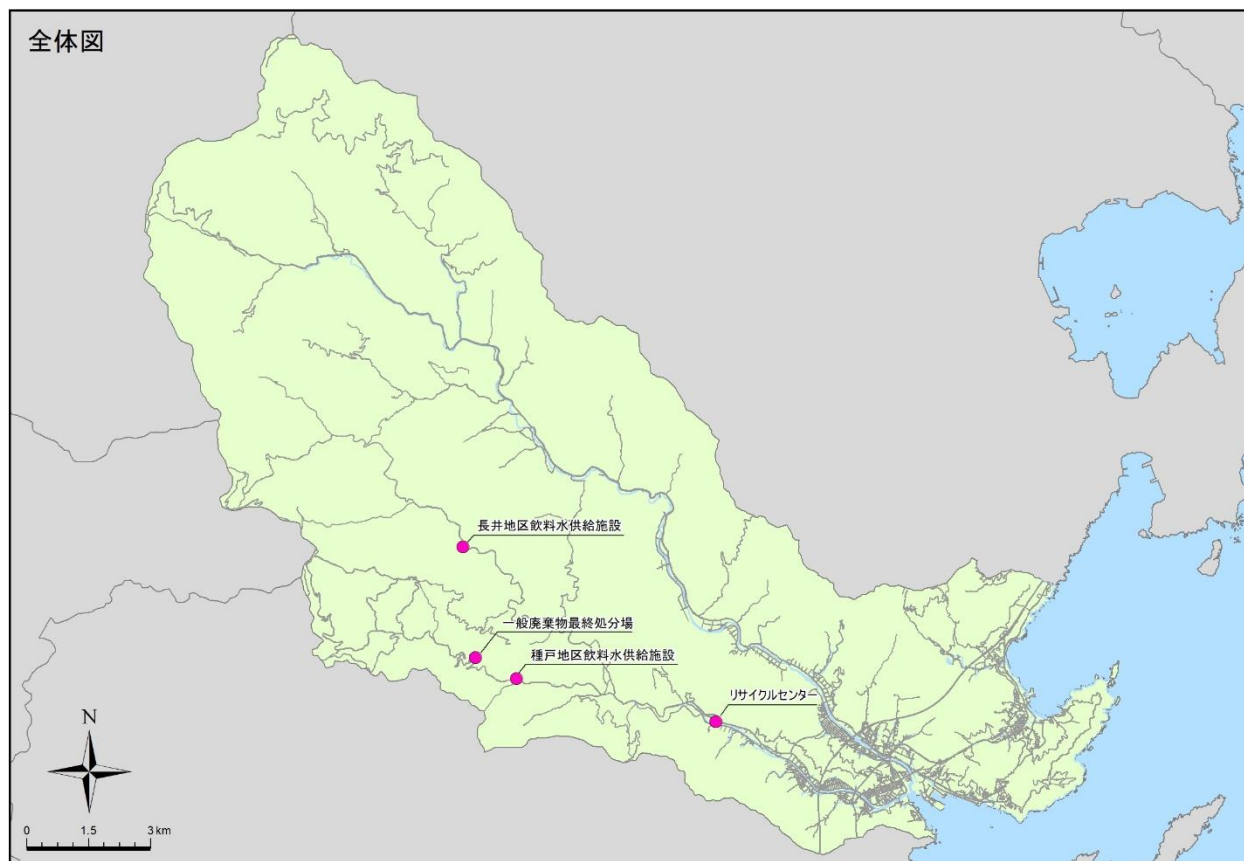 全体図
長井地区飲料水供給施設
一般廃棄物最終処分場
種戸地区飲料水供給施設
リサイクルセンター
N
0 1.5 3 km